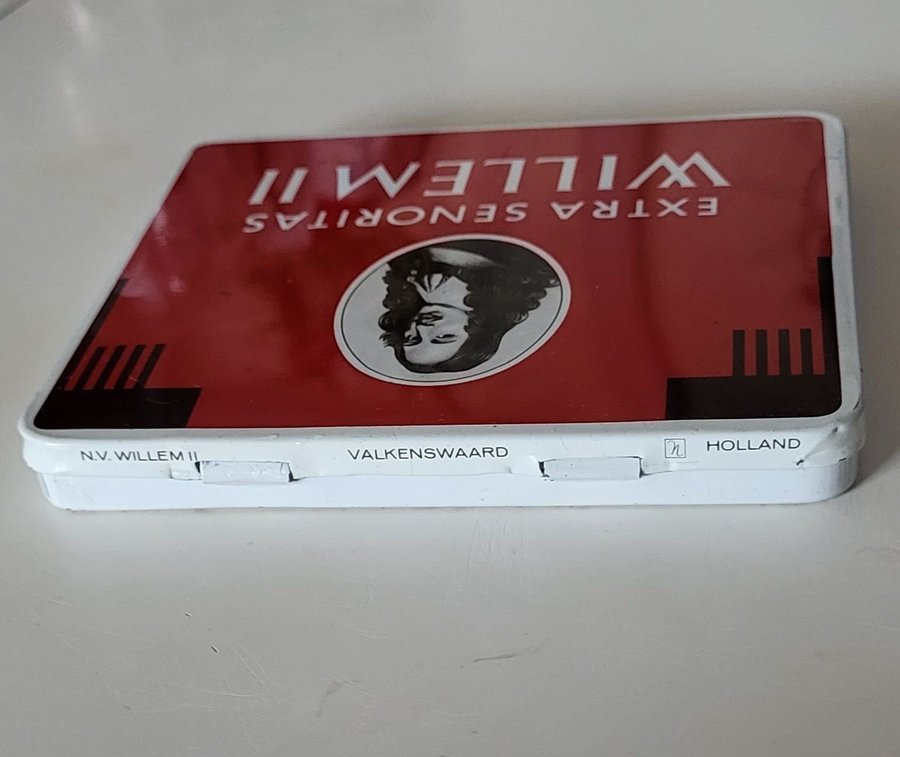 WILLEM II
EXTRA SENORITAS
N.V. WILLEM II VALKENSWAARD n HOLLAND